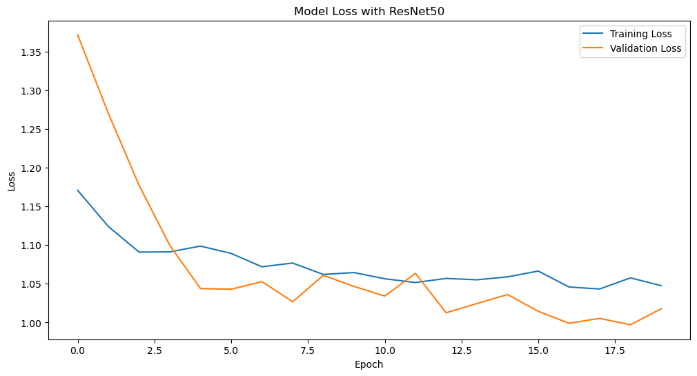 Model Loss with ResNet50
Training Loss
Validation Loss
Loss
1.35
1.30
1.25
1.20
1.15
1.10
1.05
1.00
0.0 2.5 5.0 7.5 10.0 12.5 15.0 17.5
Epoch